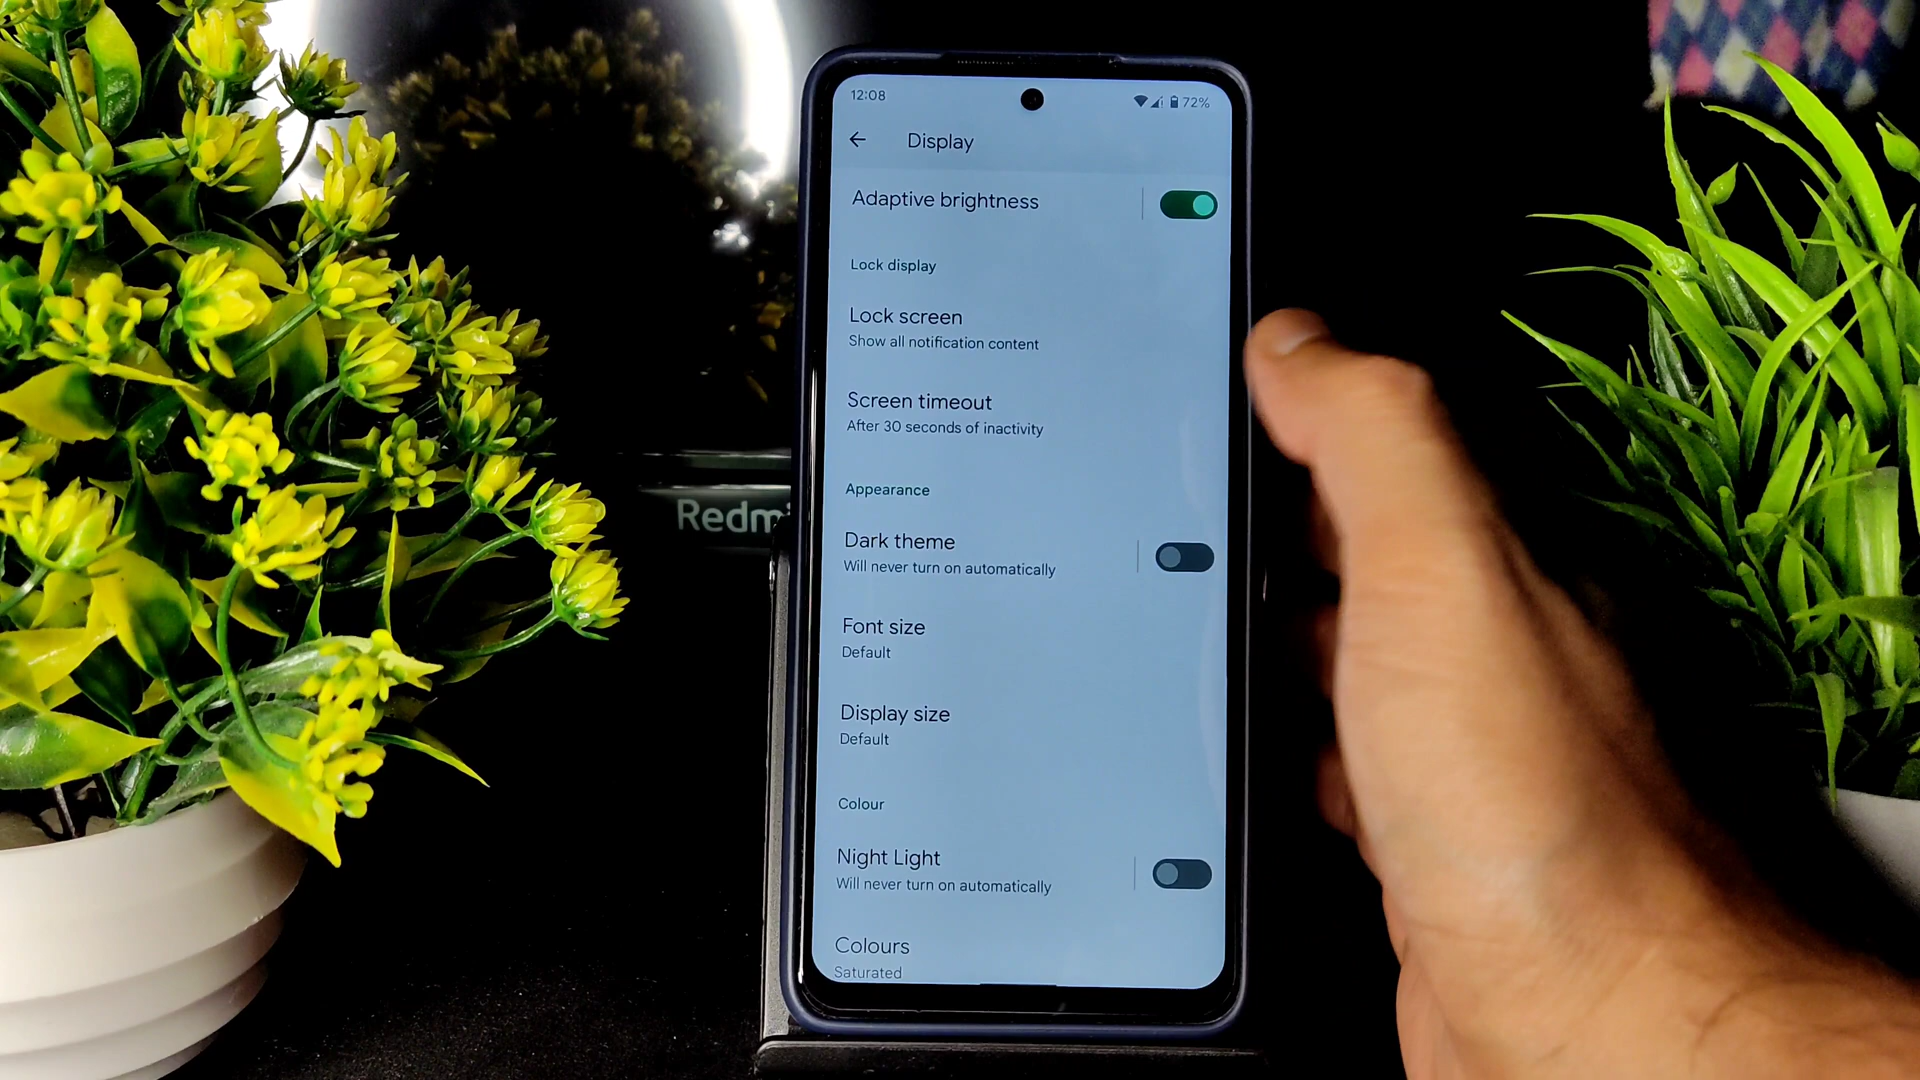 12:08
72%
Display
Adaptive brightness
Lock display
Lock screen
Show all notification content
Screen timeout
After 30 seconds of inactivity
Appearance
Redmi
Dark theme
Will never turn on automatically
Font size
Default
Display size
Default
Colour
Night Light
Will never turn on automatically
Colours
Saturated